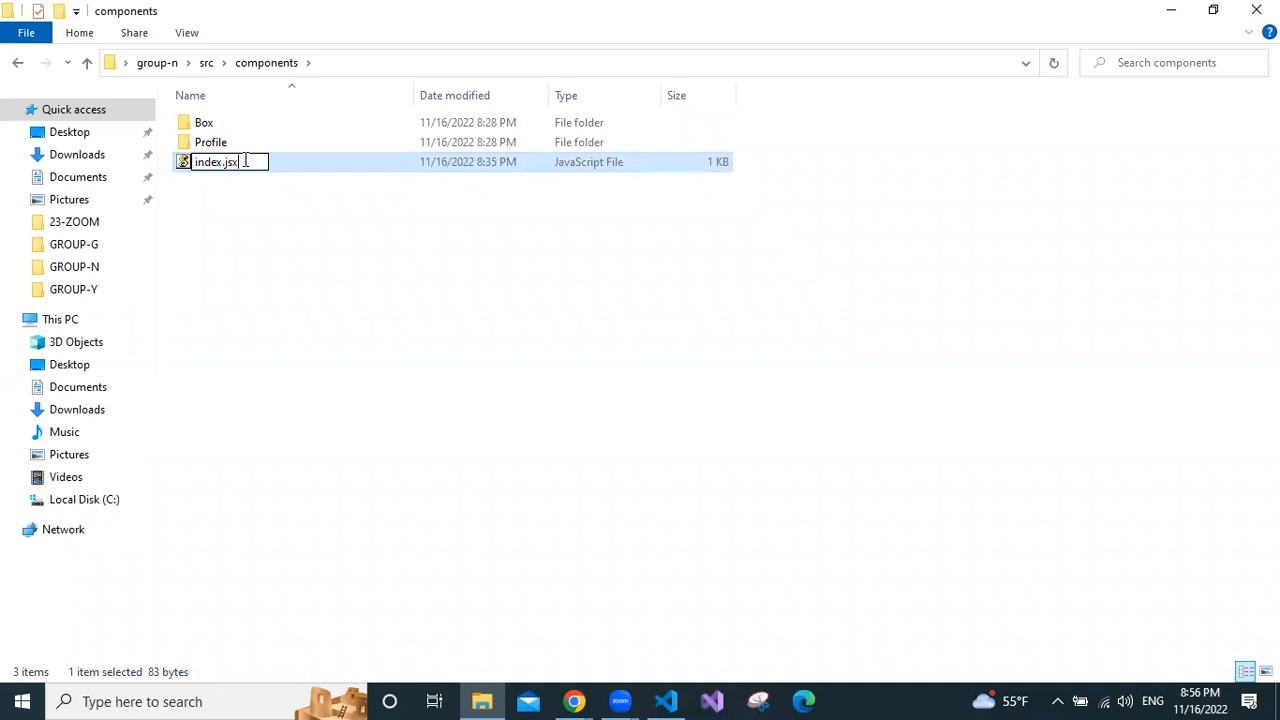 components
File Home Share View
group-n src components Search components
Name Date modified Type Size
Quick access
Desktop
Downloads
Documents
Pictures
23-ZOOM
GROUP-G
GROUP-N
GROUP-Y
This PC
3D Objects
Desktop
Documents
Downloads
Music
Pictures
Videos
Local Disk (C:)
Network
Box 11/16/2022 8:28 PM File folder
Profile 11/16/2022 8:28 PM File folder
index.jsx 11/16/2022 8:35 PM JavaScript File 1 KB
3 items 1 item selected 83 bytes
Type here to search zoom 55°F ENG 8:56 PM
11/16/2022